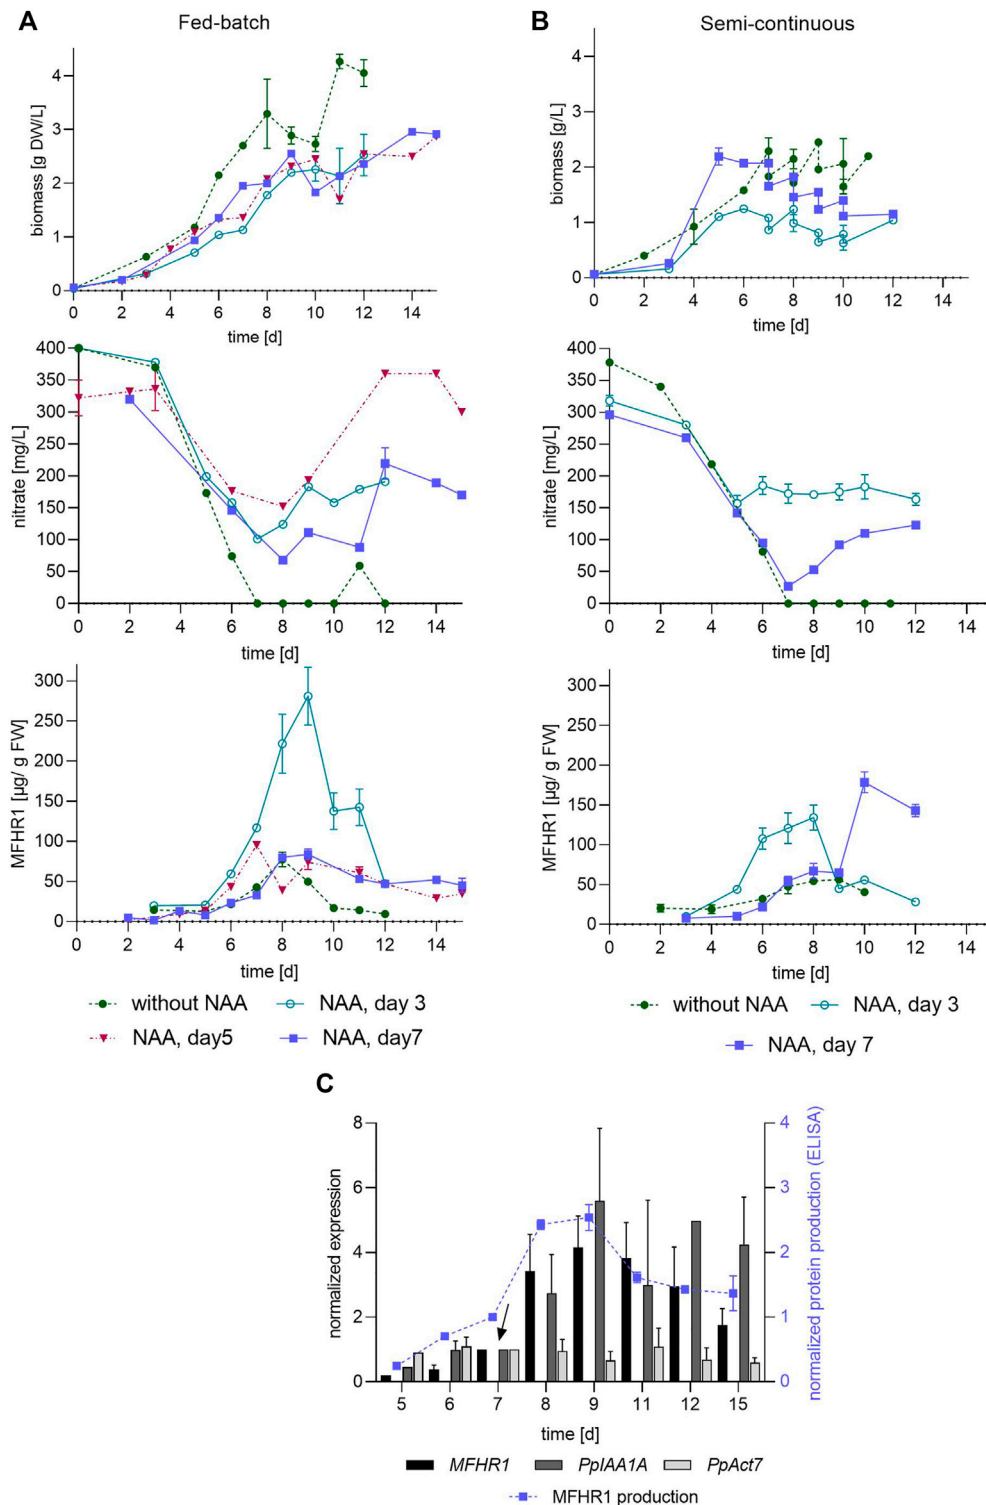 A
Fed-batch
B
Semi-continuous
biomass [g DW/L]
4
3
2
1
0
0 2 4 6 8 10 12 14
time [d]
biomass [g/L]
4
3
2
1
0
0 2 4 6 8 10 12 14
time [d]
nitrate [mg/L]
400
350
300
250
200
150
100
50
0
0 2 4 6 8 10 12 14
time [d]
nitrate [mg/L]
400
350
300
250
200
150
100
50
0
0 2 4 6 8 10 12 14
time [d]
MFHR1 [µg/ g FW]
300
250
200
150
100
50
0
0 2 4 6 8 10 12 14
time [d]
MFHR1 [µg/ g FW]
300
250
200
150
100
50
0
0 2 4 6 8 10 12 14
time [d]
without NAA
NAA, day 3
NAA, day5
NAA, day7
without NAA
NAA, day 3
NAA, day 7
C
normalized expression
8
6
4
2
0
normalized protein production (ELISA)
4
3
2
1
0
5 6 7 8 9 11 12 15
time [d]
MFHR1
PpIAA1A
PpAct7
MFHR1 production